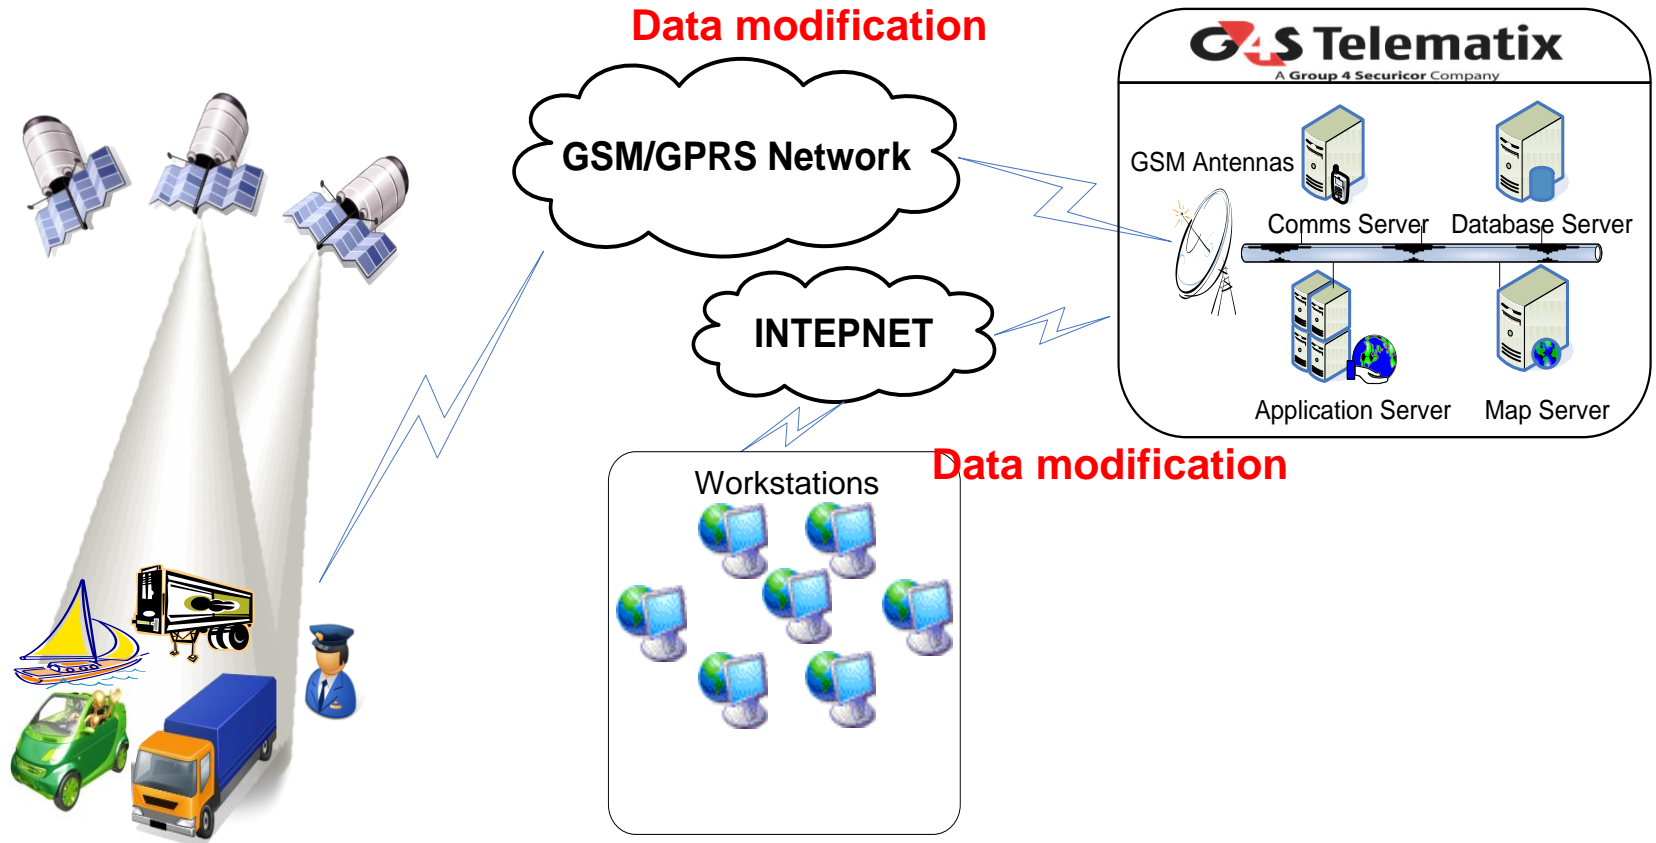 Data modification
G4S Telematix
A Group 4 Securicor Company
GSM/GPRS Network
GSM Antennas
Comms Server
Database Server
INTEPNET
Application Server
Map Server
Data modification
Workstations